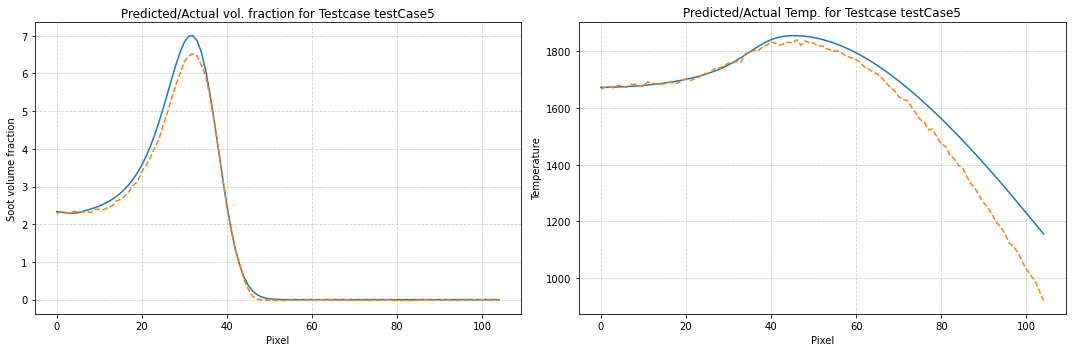 Predicted/Actual vol. fraction for Testcase testCase5
Soot volume fraction
7
6
5
4
3
2
1
0
0 20 40 60 80 100
Pixel
Predicted/Actual Temp. for Testcase testCase5
Temperature
1800
1600
1400
1200
1000
0 20 40 60 80 100
Pixel